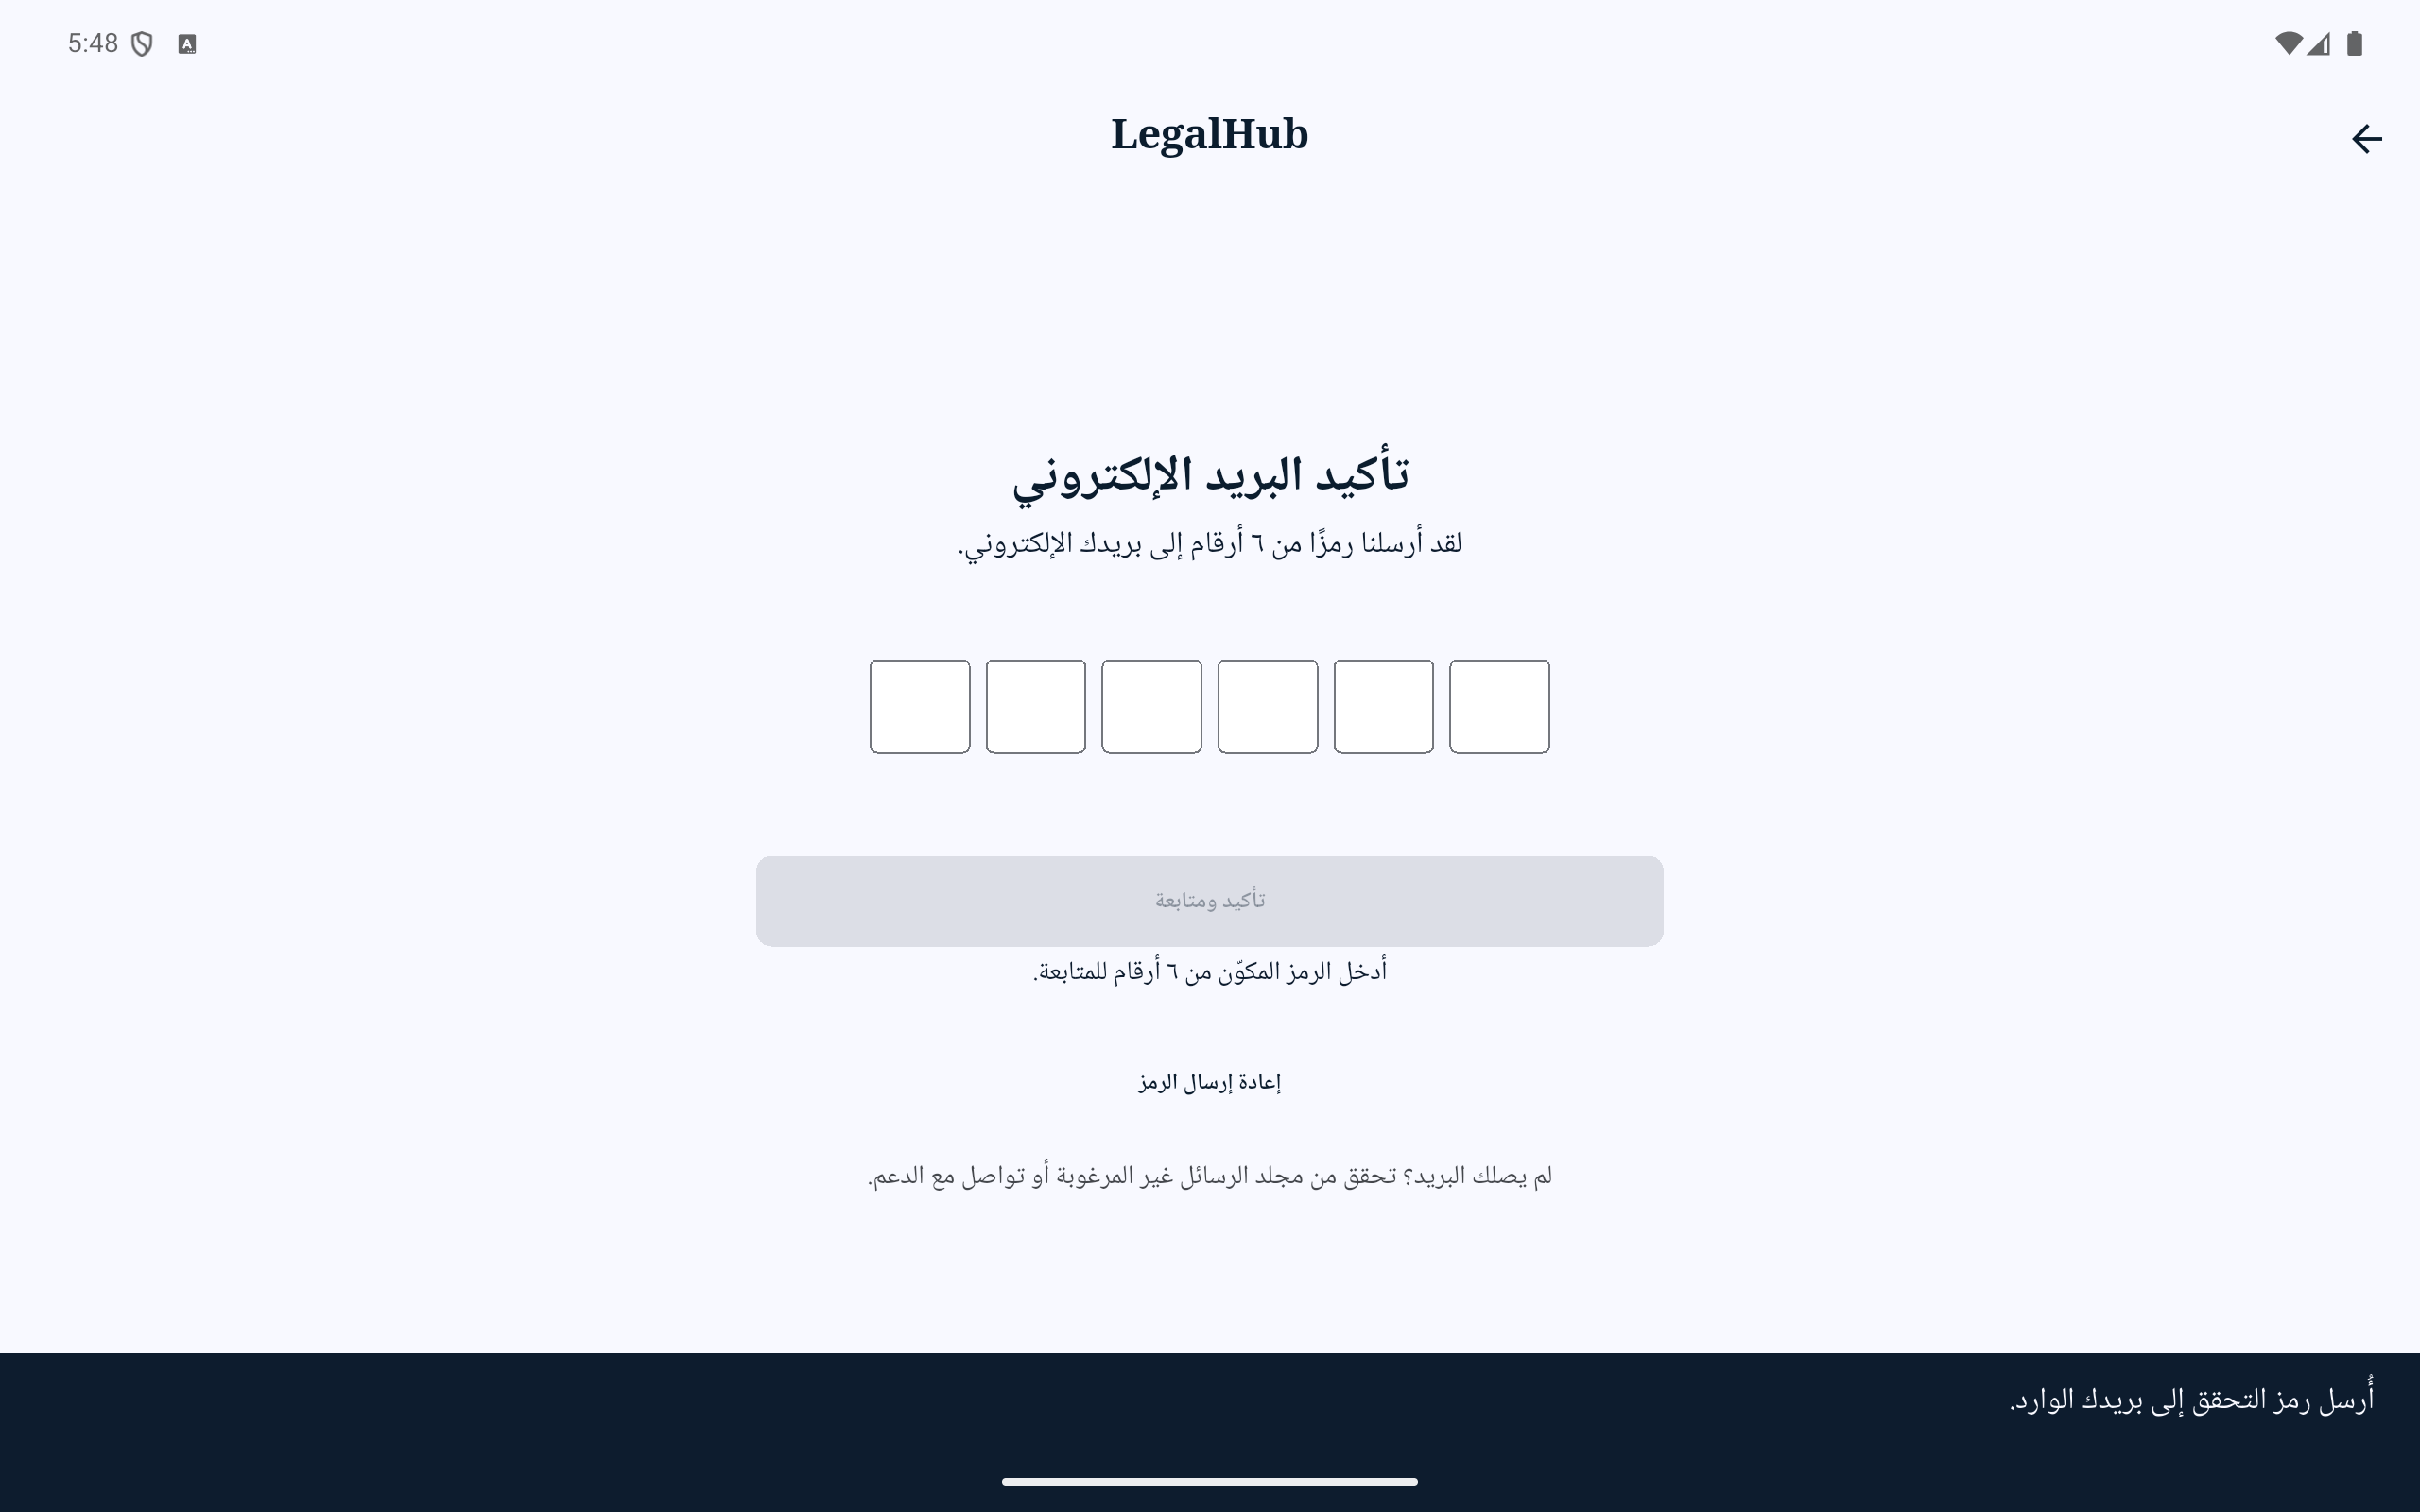 5:48
LegalHub
تأكيد البريد الإلكتروني
لقد أرسلنا رمزًا من ٦ أرقام إلى بريدك الإلكتروني.
تأكيد ومتابعة
أدخل الرمز المكوّن من ٦ أرقام للمتابعة.
إعادة إرسال الرمز
لم يصلك البريد؟ تحقق من مجلد الرسائل غير المرغوبة أو تواصل مع الدعم.
أُرسل رمز التحقق إلى بريدك الوارد.